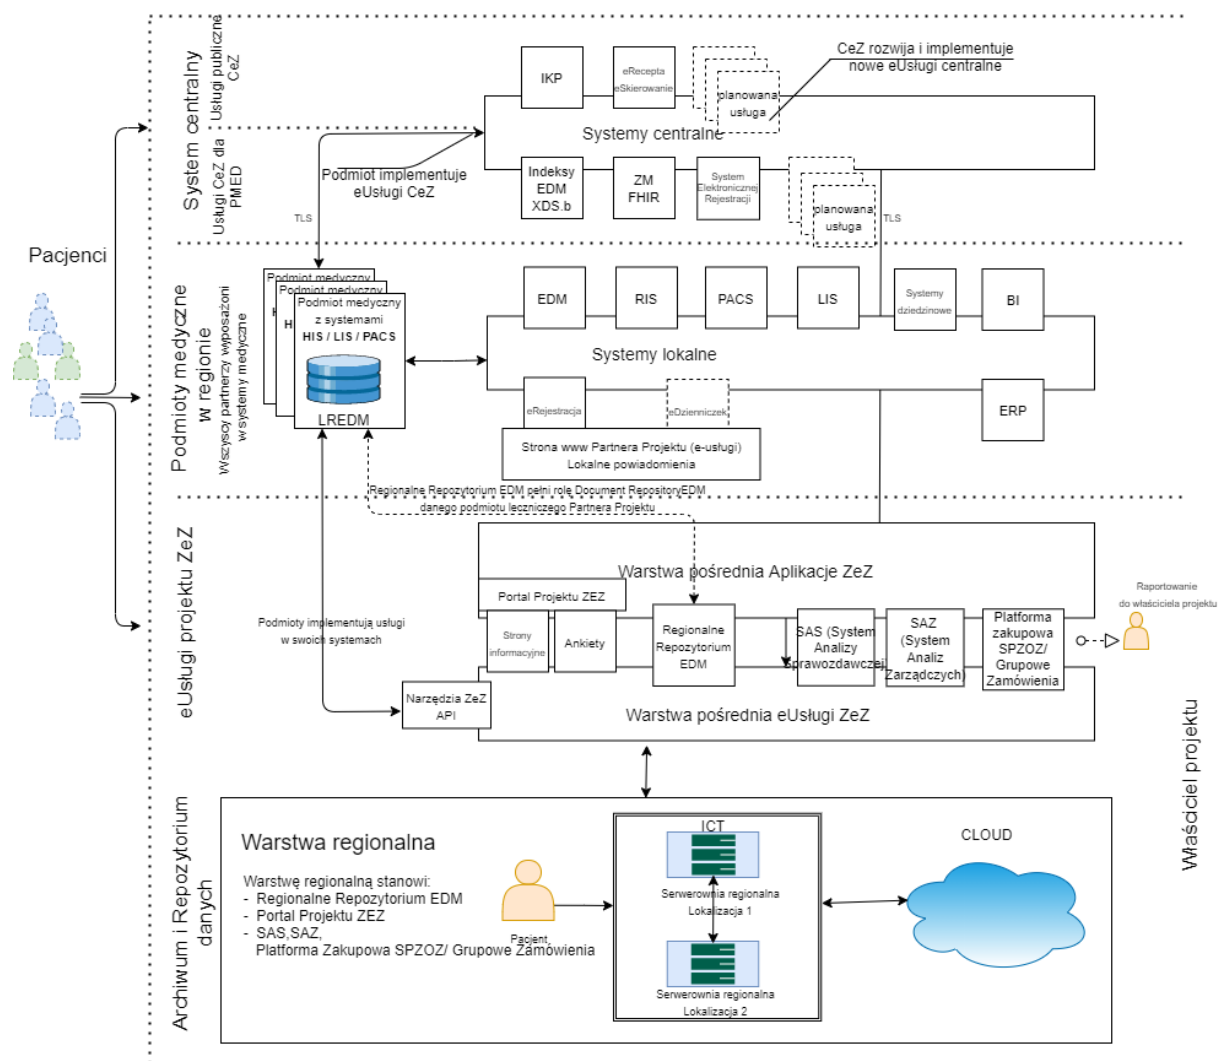 System centralny
Usługi publiczne
CeZ
Usługi CeZ dla
PMED
IKP
eRecepta
eSkierowanie
planowana
usługa
CeZ rozwija i implementuje
nowe eUsługi centralne
Systemy centralne
Podmiot implementuje
eUsługi CeZ
Indeksy
EDM
XDS.b
ZM
FHIR
System
Elektronicznej
Rejestracji
planowana
usługa
TLS
TLS
Pacjenci
Podmioty medyczne
w regionie
Wszyscy partnerzy wyposażoni
w systemy medyczne
Podmiot medyczny
Podmiot medyczny
H
H
Podmiot medyczny
z systemami
HIS / LIS / PACS
LREDM
EDM
RIS
PACS
LIS
Systemy
dziedzinowe
BI
Systemy lokalne
eRejestracja
eDzienniczek
ERP
Strona www Partnera Projektu (e-usługi)
Lokalne powiadomienia
Regionalne Repozytorium EDM pełni rolę Document RepositoryEDM
danego podmiotu leczniczego Partnera Projektu
eUsługi projektu ZeZ
Warstwa pośrednia Aplikacje ZeZ
Portal Projektu ZEZ
Strony
informacyjne
Ankiety
Regionalne
Repozytorium
EDM
SAS (System
Analizy
Sprawozdawczej)
SAZ
(System
Analiz
Zarządczych)
Platforma
zakupowa
SPZOZ/
Grupowe
Zamówienia
Raportowanie
do właściciela projektu
Podmioty implementują usługi
w swoich systemach
Narzędzia ZeZ
API
Warstwa pośrednia eUsługi ZeZ
Właściciel projektu
Archiwum i Repozytorium
danych
Warstwa regionalna
Warstwę regionalną stanowi:
- Regionalne Repozytorium EDM
- Portal Projektu ZEZ
- SAS,SAZ,
Platforma Zakupowa SPZOZ/ Grupowe Zamówienia
Pacjent
ICT
Serwerownia regionalna
Lokalizacja 1
Serwerownia regionalna
Lokalizacja 2
CLOUD